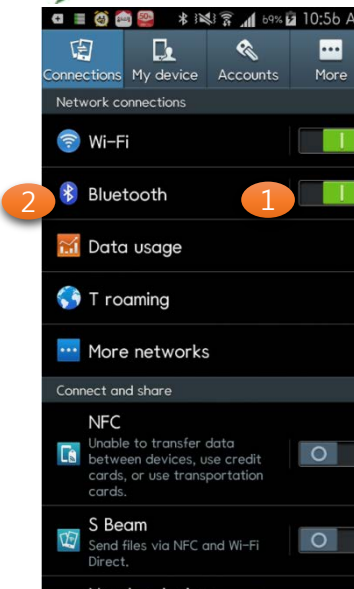 50+ 69% 10:56 A
Connections My device Accounts More
Network connections
Wi-Fi
2 Bluetooth 1
Data usage
T roaming
More networks
Connect and share
NFC
Unable to transfer data
between devices, use credit
cards, or use transportation
cards.
S Beam
Send files via NFC and Wi-Fi
Direct.